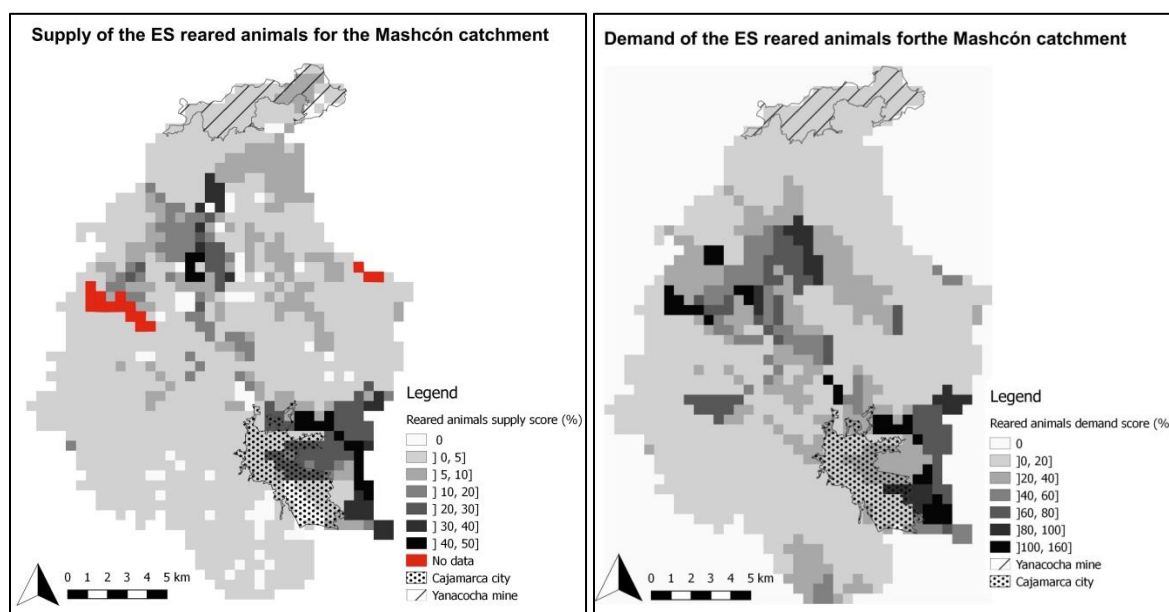 Supply of the ES reared animals for the Mashcón catchment
Legend
Reared animals supply score (%)
0
] 0, 5]
] 5, 10]
] 10, 20]
] 20, 30]
] 30, 40]
] 40, 50]
No data
Cajamarca city
Yanacocha mine
0 1 2 3 4 5 km
Demand of the ES reared animals forthe Mashcón catchment
Legend
Reared animals demand score (%
0
]0, 20]
]20, 40]
]40, 60]
]60, 80]
]80, 100]
]100, 160]
Yanacocha mine
Cajamarca city
0 1 2 3 4 5 km